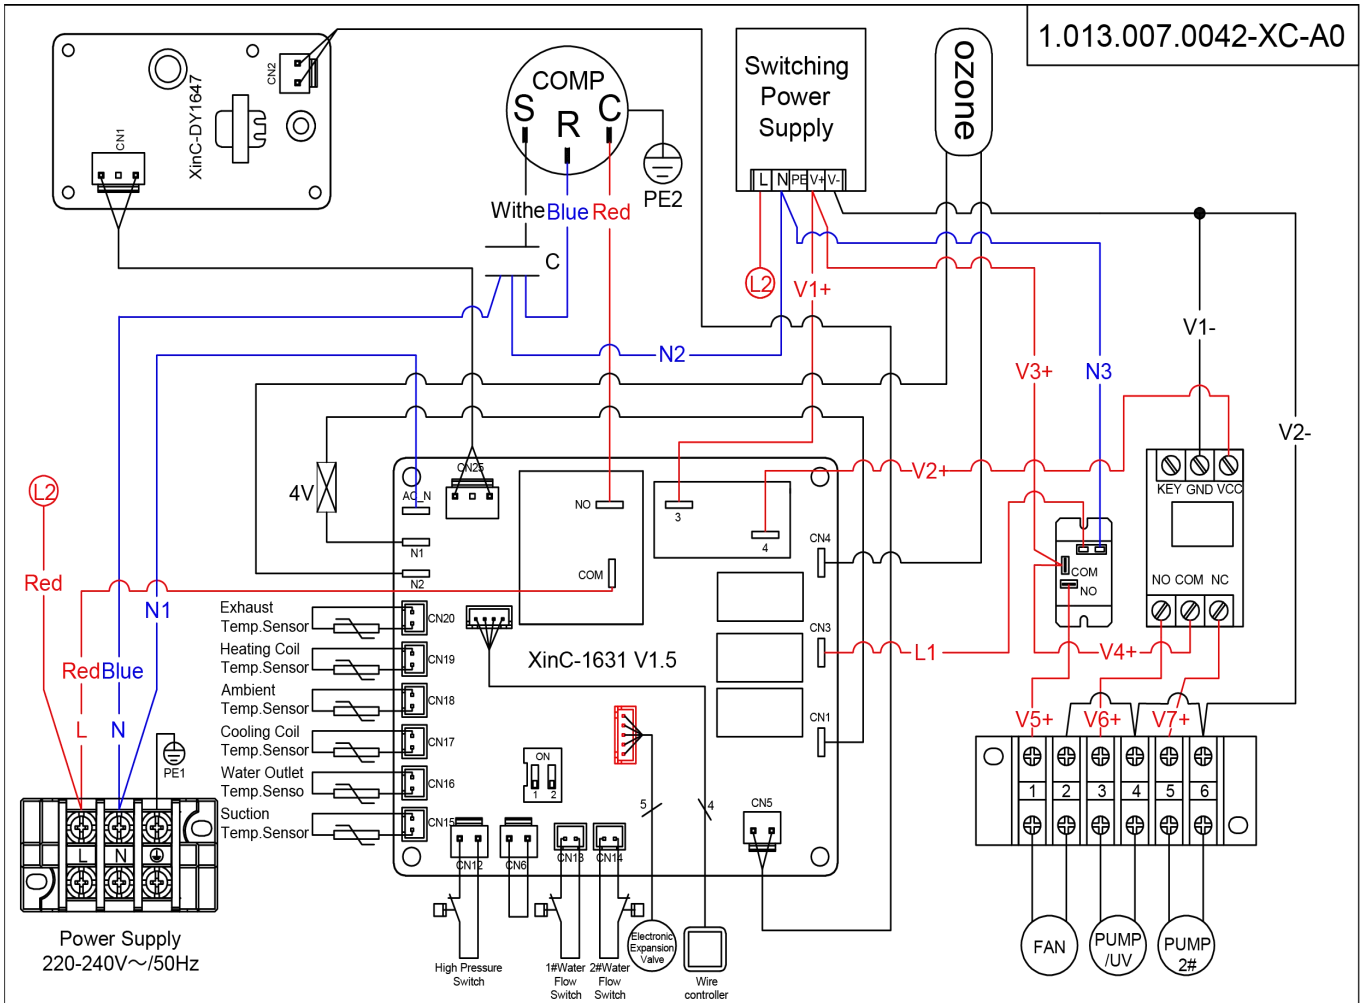 1.013.007.0042-XC-A0
CN2
XinC-DY1647
CN1
COMP
S
R
C
PE2
Withe
Blue
Red
C
Switching
Power
Supply
L
N
PE
V+
V-
ozone
L2
V1+
N2
V3+
N3
V1-
V2-
V2+
KEY GND VCC
NO COM NC
COM
NO
L1
V4+
V5+
V6+
V7+
1
2
3
4
5
6
FAN
PUMP
/UV
PUMP
2#
4V
AC_N
N1
N2
CN25
NO
COM
3
4
CN4
CN3
CN1
XinC-1631 V1.5
L2
Red
N1
Red
Blue
L
N
PE1
L
N
Power Supply
220-240V～/50Hz
Exhaust
Temp.Sensor
CN20
Heating Coil
Temp.Sensor
CN19
Ambient
Temp.Sensor
CN18
Cooling Coil
Temp.Sensor
CN17
Water Outlet
Temp.Senso
CN16
Suction
Temp.Sensor
CN15
ON
1
2
5
4
CN12
CN6
CN13
CN14
CN5
High Pressure
Switch
1#Water
Flow
Switch
2#Water
Flow
Switch
Electronic
Expansion
Valve
Wire
controller